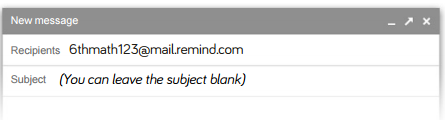 New message
Recipients 6thmath123@mail.remind.com
Subject (You can leave the subject blank)